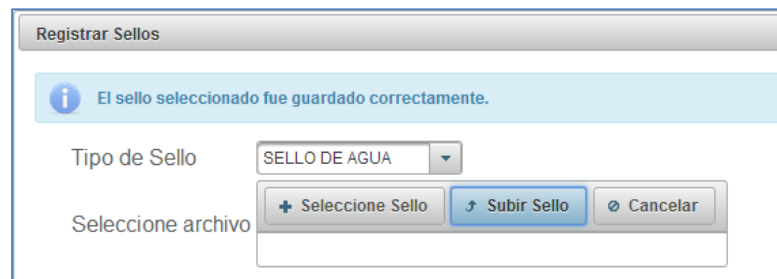 Registrar Sellos
El sello seleccionado fue guardado correctamente.
Tipo de Sello SELLO DE AGUA
Seleccione Sello Subir Sello Cancelar
Seleccione archivo